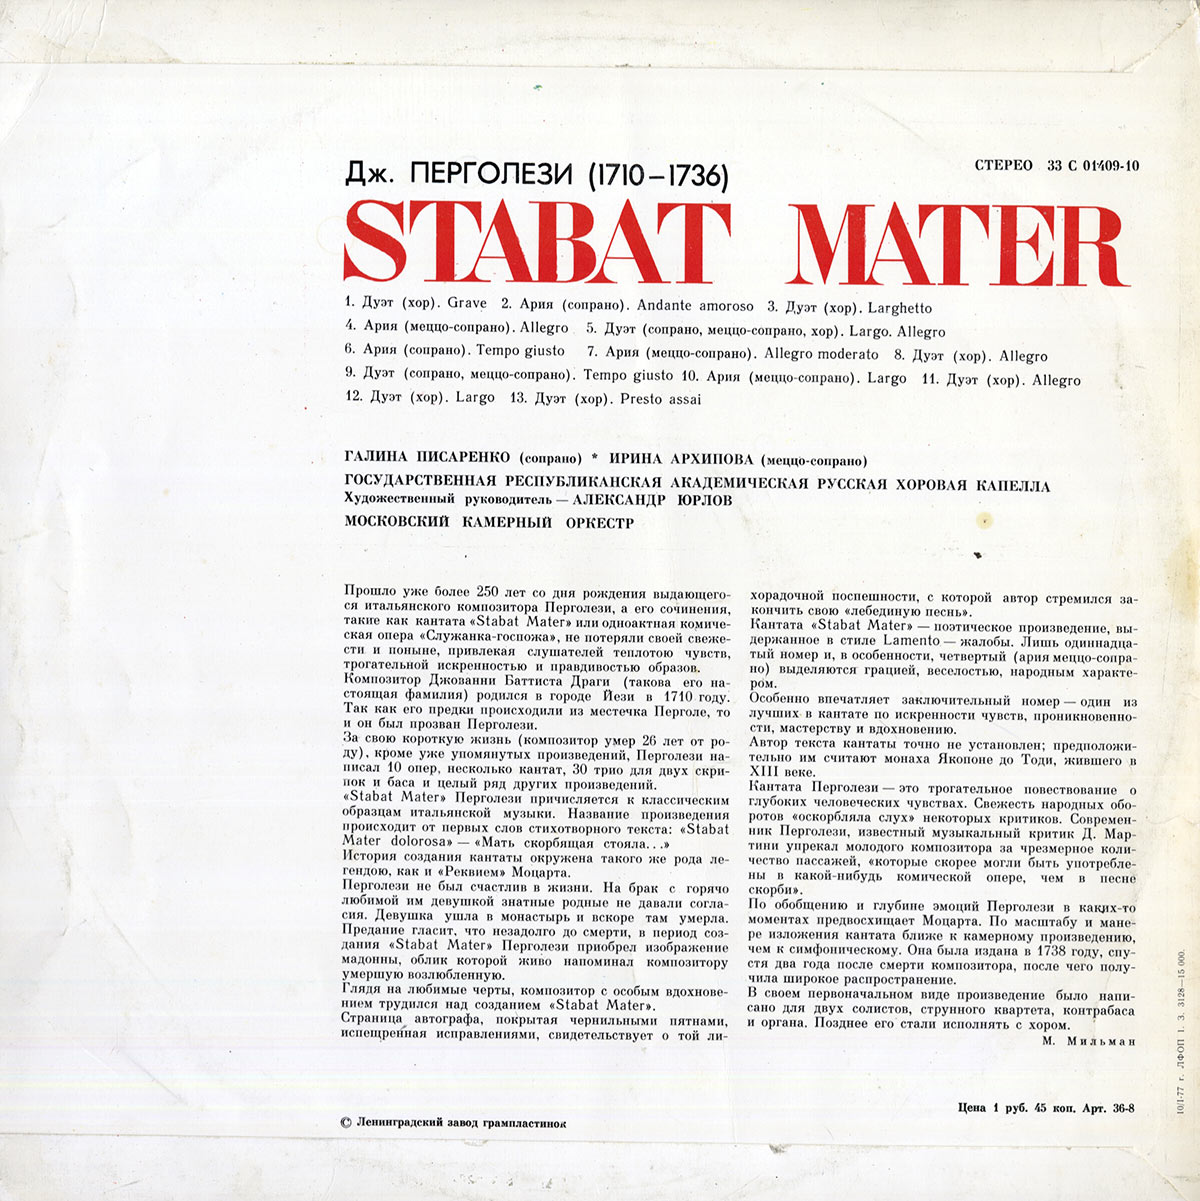 Дж. ПЕРГОЛЕЗИ (1710–1736)
СТЕРЕО 33 С 01409-10
STABAT MATER
1. Дуэт (хор). Grave 2. Ария (сопрано). Andante amoroso 3. Дуэт (хор). Larghetto
4. Ария (меццо-сопрано). Allegro 5. Дуэт (сопрано, меццо-сопрано, хор). Largo. Allegro
6. Ария (сопрано). Tempo giusto 7. Ария (меццо-сопрано). Allegro moderato 8. Дуэт (хор). Allegro
9. Дуэт (сопрано, меццо-сопрано). Tempo giusto 10. Ария (меццо-сопрано). Largo 11. Дуэт (хор). Allegro
12. Дуэт (хор). Largo 13. Дуэт (хор). Presto assai
ГАЛИНА ПИСАРЕНКО (сопрано) * ИРИНА АРХИПОВА (меццо-сопрано)
ГОСУДАРСТВЕННАЯ РЕСПУБЛИКАНСКАЯ АКАДЕМИЧЕСКАЯ РУССКАЯ ХОРОВАЯ КАПЕЛЛА
Художественный руководитель — АЛЕКСАНДР ЮРЛОВ
МОСКОВСКИЙ КАМЕРНЫЙ ОРКЕСТР
Прошло уже более 250 лет со дня рождения выдающего-
ся итальянского композитора Перголези, а его сочинения,
такие как кантата «Stabat Mater» или одноактная комиче-
ская опера «Служанка-госпожа», не потеряли своей свеже-
сти и поныне, привлекая слушателей теплотою чувств,
трогательной искренностью и правдивостью образов.
Композитор Джованни Баттиста Драги (такова его на-
стоящая фамилия) родился в городе Йези в 1710 году.
Так как его предки происходили из местечка Перголе, то
и он был прозван Перголези.
За свою короткую жизнь (композитор умер 26 лет от ро-
ду), кроме уже упомянутых произведений, Перголези на-
писал 10 опер, несколько кантат, 30 трио для двух скри-
пок и баса и целый ряд других произведений.
«Stabat Mater» Перголези причисляется к классическим
образцам итальянской музыки. Название произведения
происходит от первых слов стихотворного текста: «Stabat
Mater dolorosa» — «Мать скорбящая стояла...»
История создания кантаты окружена такого же рода ле-
гендою, как и «Реквием» Моцарта.
Перголези не был счастлив в жизни. На брак с горячо
любимой им девушкой знатные родные не давали согла-
сия. Девушка ушла в монастырь и вскоре там умерла.
Предание гласит, что незадолго до смерти, в период соз-
дания «Stabat Mater» Перголези приобрел изображение
мадонны, облик которой живо напоминал композитору
умершую возлюбленную.
Глядя на любимые черты, композитор с особым вдохнове-
нием трудился над созданием «Stabat Mater».
Страница автографа, покрытая чернильными пятнами,
испещренная исправлениями, свидетельствует о той ли-
хорадочной поспешности, с которой автор стремился за-
кончить свою «лебединую песнь».
Кантата «Stabat Mater» — поэтическое произведение, вы-
держанное в стиле Lamento — жалобы. Лишь одиннадца-
тый номер и, в особенности, четвертый (ария меццо-сопра-
но) выделяются грацией, веселостью, народным характе-
ром.
Особенно впечатляет заключительный номер — один из
лучших в кантате по искренности чувств, проникновенно-
сти, мастерству и вдохновению.
Автор текста кантаты точно не установлен; предположи-
тельно им считают монаха Якопоне до Тоди, жившего в
XIII веке.
Кантата Перголези — это трогательное повествование о
глубоких человеческих чувствах. Свежесть народных обо-
ротов «оскорбляла слух» некоторых критиков. Современ-
ник Перголези, известный музыкальный критик Д. Мар-
тини упрекал молодого композитора за чрезмерное коли-
чество пассажей, «которые скорее могли быть употребле-
ны в какой-нибудь комической опере, чем в песне
скорби».
По обобщению и глубине эмоций Перголези в каких-то
моментах предвосхищает Моцарта. По масштабу и мане-
ре изложения кантата ближе к камерному произведению,
чем к симфоническому. Она была издана в 1738 году, спу-
стя два года после смерти композитора, после чего полу-
чила широкое распространение.
В своем первоначальном виде произведение было напи-
сано для двух солистов, струнного квартета, контрабаса
и органа. Позднее его стали исполнять с хором.
М. Мильман
Цена 1 руб. 45 коп. Арт. 36-8
© Ленинградский завод грампластинок
10/I-77 г. ЛФОП 1. З. 3128—15 000.